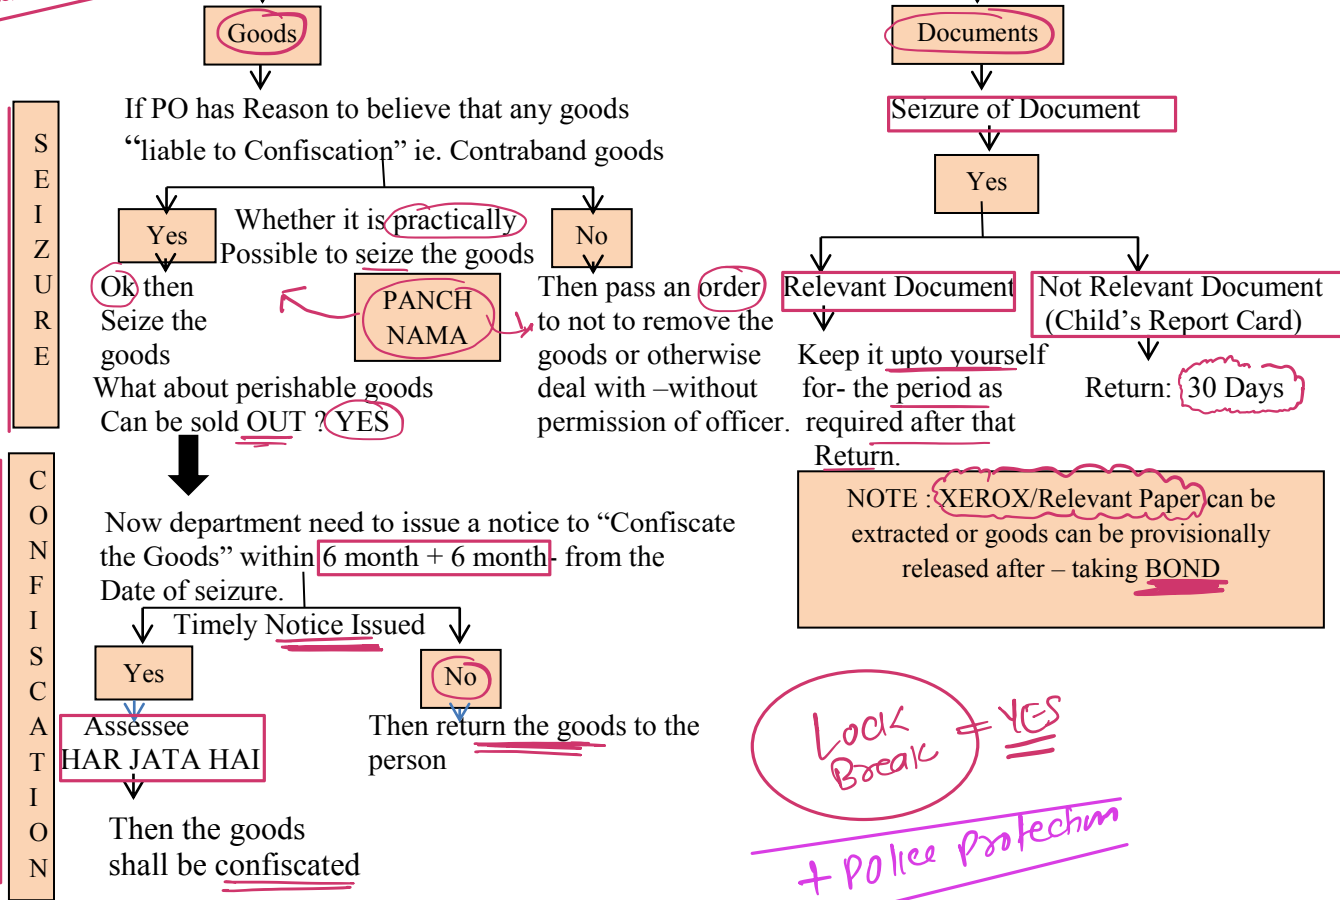 Goods
If PO has Reason to believe that any goods
“liable to Confiscation” ie. Contraband goods
S
E
I
Z
U
R
E
Yes
Whether it is practically
Possible to seize the goods
No
Ok then
Seize the
goods
PANCH
NAMA
Then pass an order
to not to remove the
goods or otherwise
deal with –without
permission of officer.
What about perishable goods
Can be sold OUT ? YES
C
O
N
F
I
S
C
A
T
I
O
N
Now department need to issue a notice to “Confiscate
the Goods” within 6 month + 6 month- from the
Date of seizure.
Timely Notice Issued
Yes
No
Assessee
HAR JATA HAI
Then return the goods to the
person
Then the goods
shall be confiscated
Documents
Seizure of Document
Yes
Relevant Document
Not Relevant Document
(Child’s Report Card)
Keep it upto yourself
for- the period as
required after that
Return.
Return: 30 Days
NOTE : XEROX/Relevant Paper can be
extracted or goods can be provisionally
released after – taking BOND
Lock
Break = YES
+ Police Protection